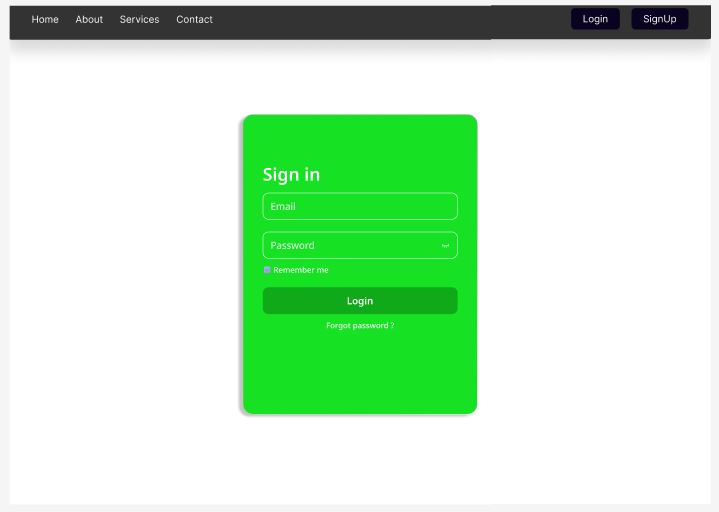 Home About Services Contact Login SignUp
Sign in
Email
Password
Remember me
Login
Forgot password ?